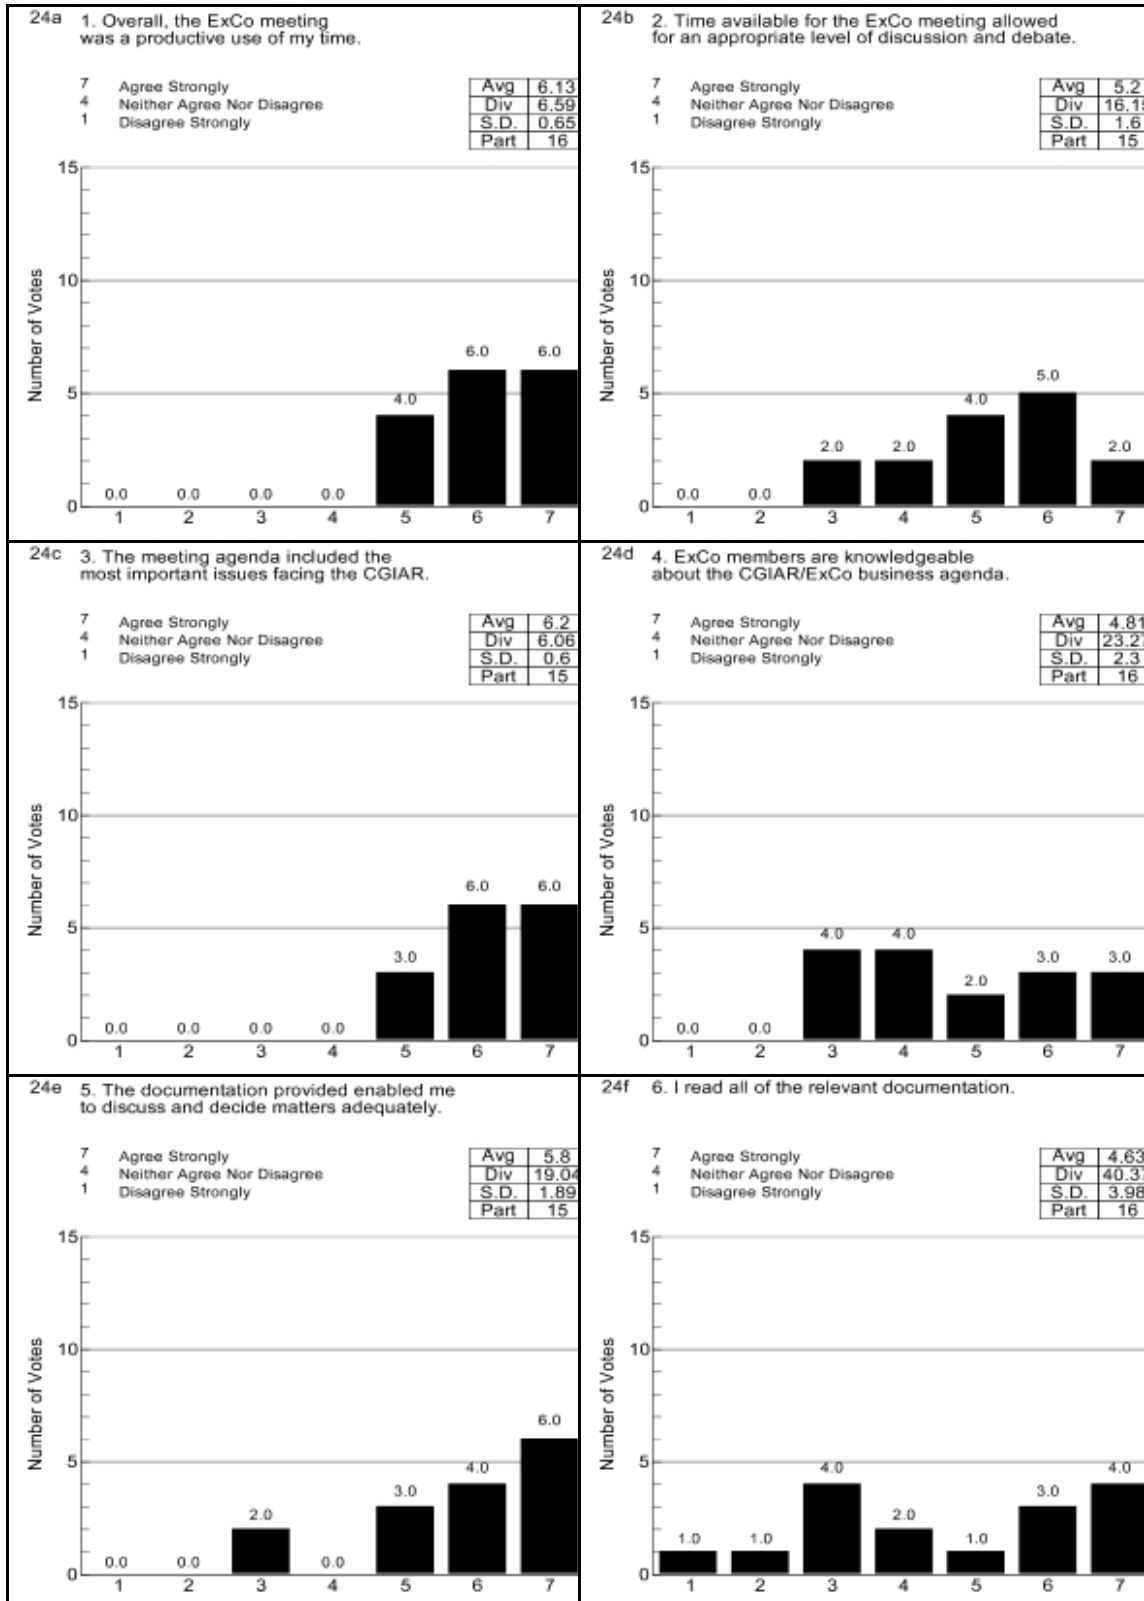 24a 1. Overall, the ExCo meeting
was a productive use of my time.
7 Agree Strongly
4 Neither Agree Nor Disagree
1 Disagree Strongly
Avg 6.13
Div 6.59
S.D. 0.65
Part 16
Number of Votes
15
10
5
0
0.0 0.0 0.0 0.0 4.0 6.0 6.0
1 2 3 4 5 6 7
24b 2. Time available for the ExCo meeting allowed
for an appropriate level of discussion and debate.
7 Agree Strongly
4 Neither Agree Nor Disagree
1 Disagree Strongly
Avg 5.2
Div 16.15
S.D. 1.6
Part 15
Number of Votes
15
10
5
0
0.0 0.0 2.0 2.0 4.0 5.0 2.0
1 2 3 4 5 6 7
24c 3. The meeting agenda included the
most important issues facing the CGIAR.
7 Agree Strongly
4 Neither Agree Nor Disagree
1 Disagree Strongly
Avg 6.2
Div 6.06
S.D. 0.6
Part 15
Number of Votes
15
10
5
0
0.0 0.0 0.0 0.0 3.0 6.0 6.0
1 2 3 4 5 6 7
24d 4. ExCo members are knowledgeable
about the CGIAR/ExCo business agenda.
7 Agree Strongly
4 Neither Agree Nor Disagree
1 Disagree Strongly
Avg 4.81
Div
S.D. 2.3
Part 16
Number of Votes
15
10
5
0
0.0 0.0 4.0 4.0 2.0 3.0 3.0
1 2 3 4 5 6 7
24e 5. The documentation provided enabled me
to discuss and decide matters adequately.
7 Agree Strongly
4 Neither Agree Nor Disagree
1 Disagree Strongly
Avg 5.8
Div 19.04
S.D. 1.89
Part 15
Number of Votes
15
10
5
0
0.0 0.0 2.0 0.0 3.0 4.0 6.0
1 2 3 4 5 6 7
24f 6. I read all of the relevant documentation.
7 Agree Strongly
4 Neither Agree Nor Disagree
1 Disagree Strongly
Avg 4.63
Div
S.D. 3.98
Part 16
Number of Votes
15
10
5
0
1.0 1.0 4.0 2.0 1.0 3.0 4.0
1 2 3 4 5 6 7